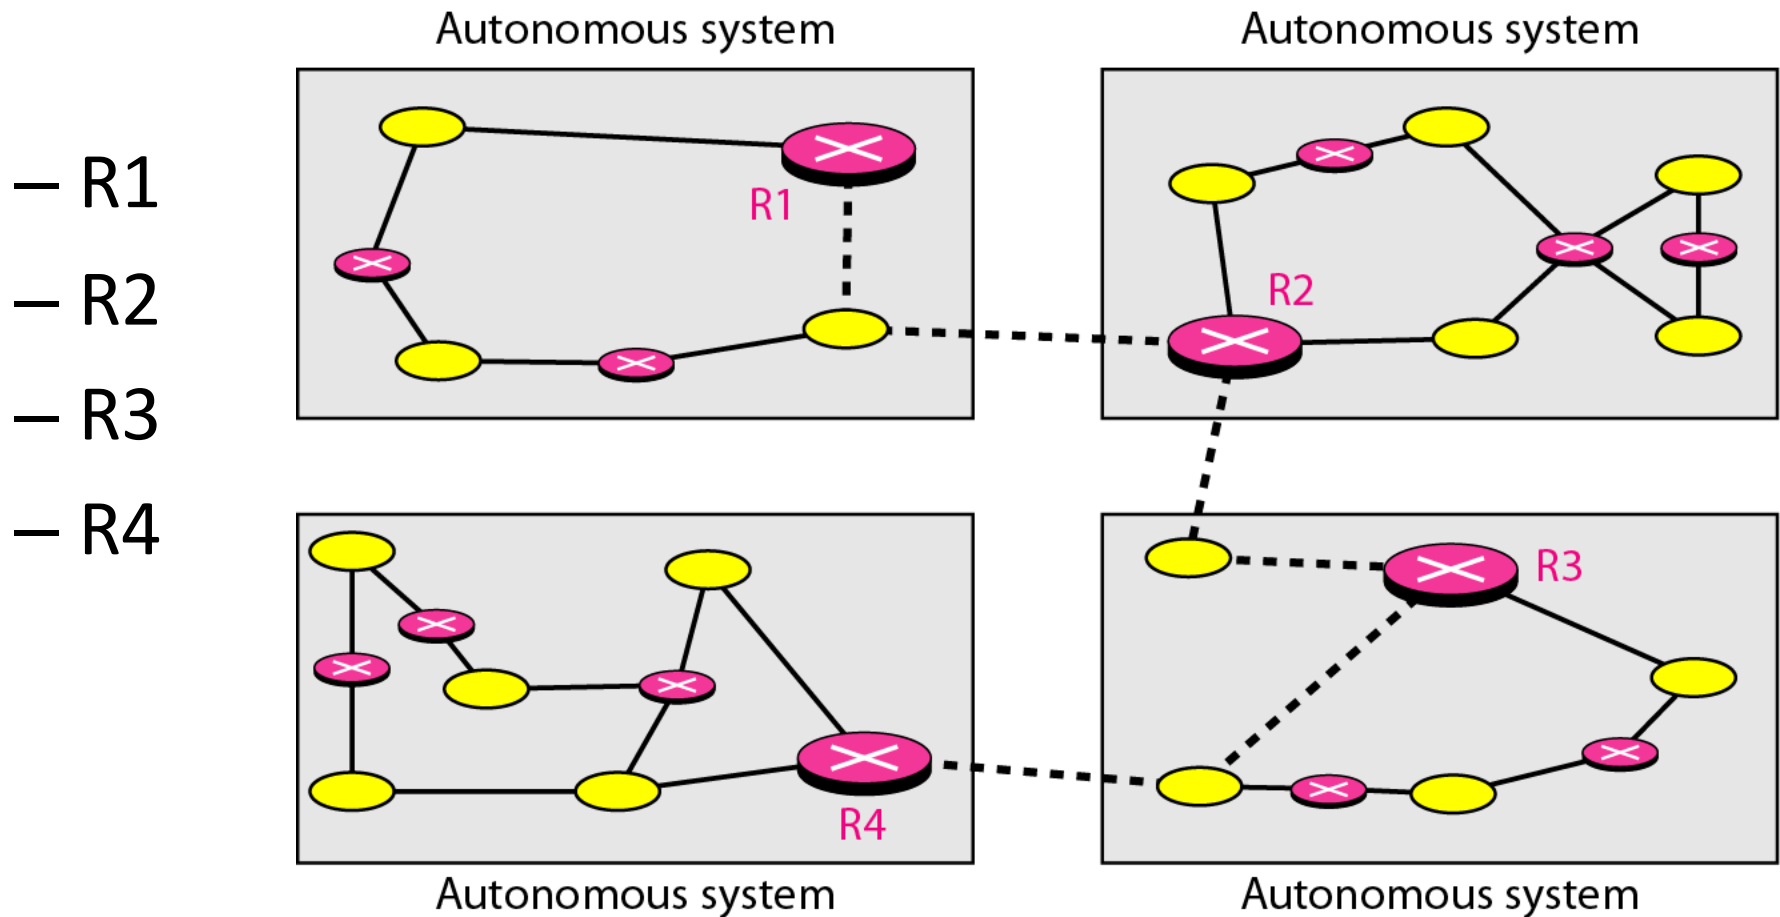 Autonomous system
Autonomous system
– R1
– R2
– R3
– R4
R1
R2
R3
R4
Autonomous system
Autonomous system